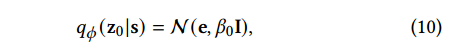 q_ϕ(z₀|s) = 𝒩(e, β₀I), (10)